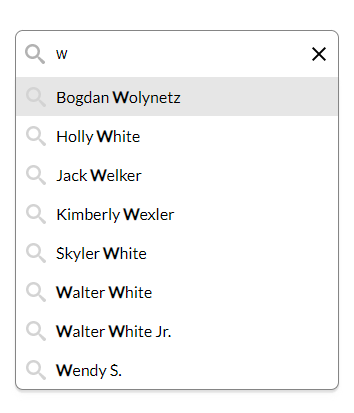 w
Bogdan Wolynetz
Holly White
Jack Welker
Kimberly Wexler
Skyler White
Walter White
Walter White Jr.
Wendy S.